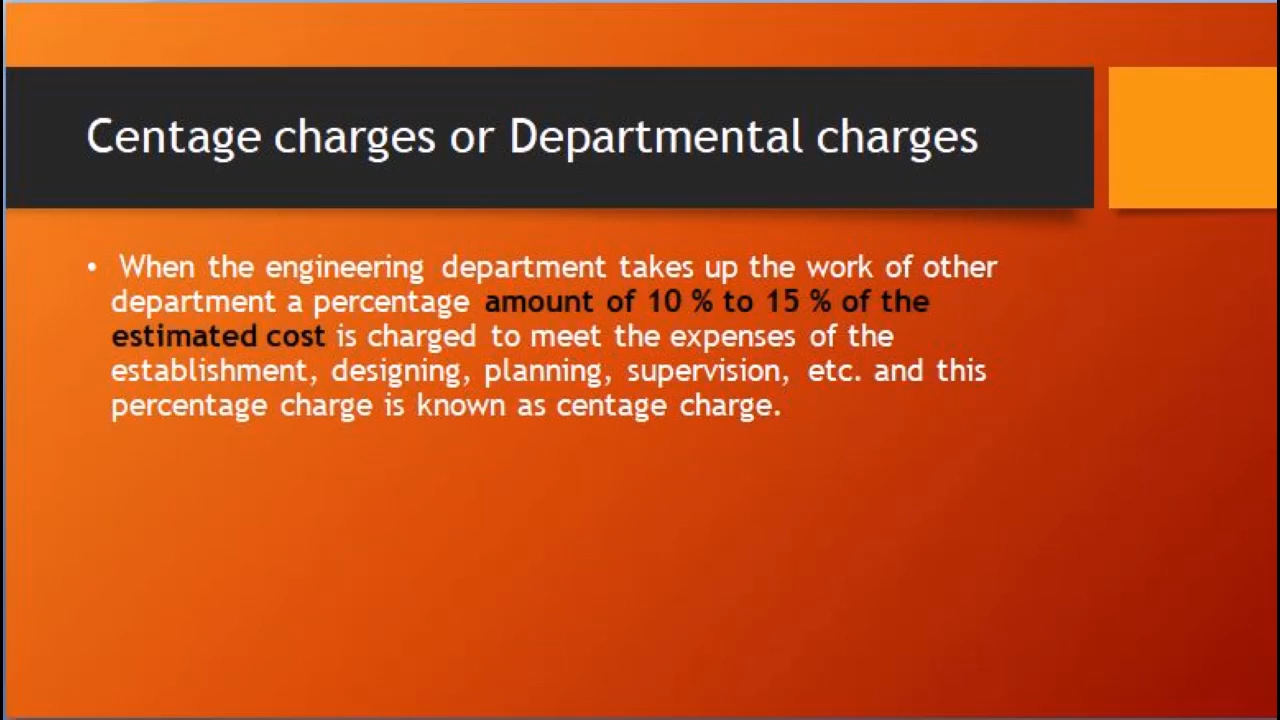 Centage charges or Departmental charges
• When the engineering department takes up the work of other
department a percentage amount of 10 % to 15 % of the
estimated cost is charged to meet the expenses of the
establishment, designing, planning, supervision, etc. and this
percentage charge is known as centage charge.